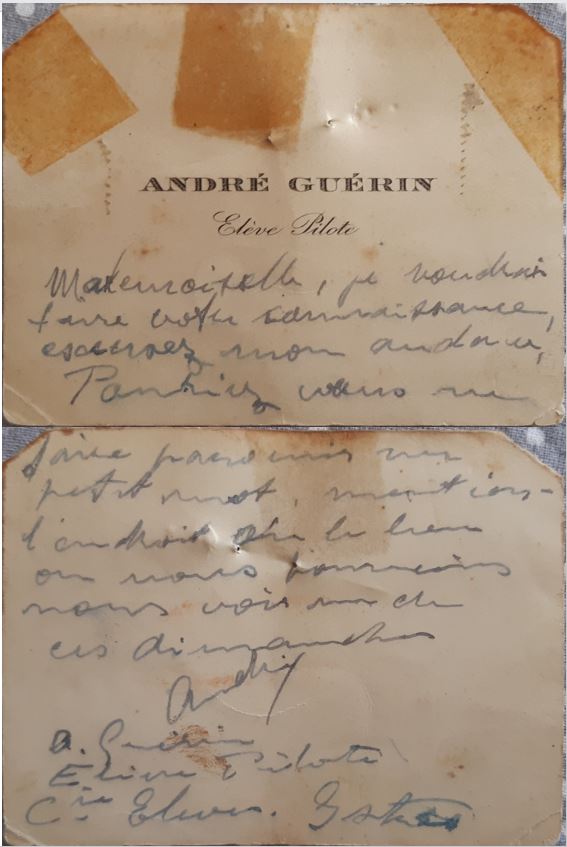 ANDRÉ GUÉRIN
Elève Pilote
Mademoiselle, je voudrais
faire votre connaissance,
excusez mon audace,
Pourriez vous me
faire parvenir un
petit mot,
l'endroit où le lieu
ou nous pourrions
nous voir un de
ces dimanches
André
A. Guérin
Elève Pilote
Cie Elèves. Istres